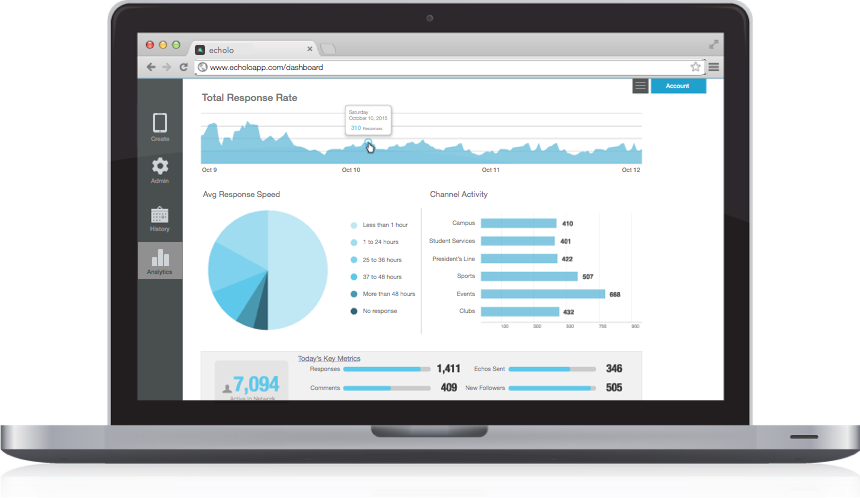 echolo
www.echoloapp.com/dashboard
Account
Total Response Rate
Saturday
October 10, 2015
310 Responses
Create
Admin
History
Analytics
Oct 9
Oct 10
Oct 11
Oct 12
Avg Response Speed
Less than 1 hour
1 to 24 hours
25 to 36 hours
37 to 48 hours
More than 48 hours
No response
Channel Activity
Campus 410
Student Services 401
President's Line 422
Sports 507
Events 668
Clubs 432
100 300 500 700 900
Today's Key Metrics
7,094
Active in Network
Responses 1,411
Echos Sent 346
Comments 409
New Followers 505